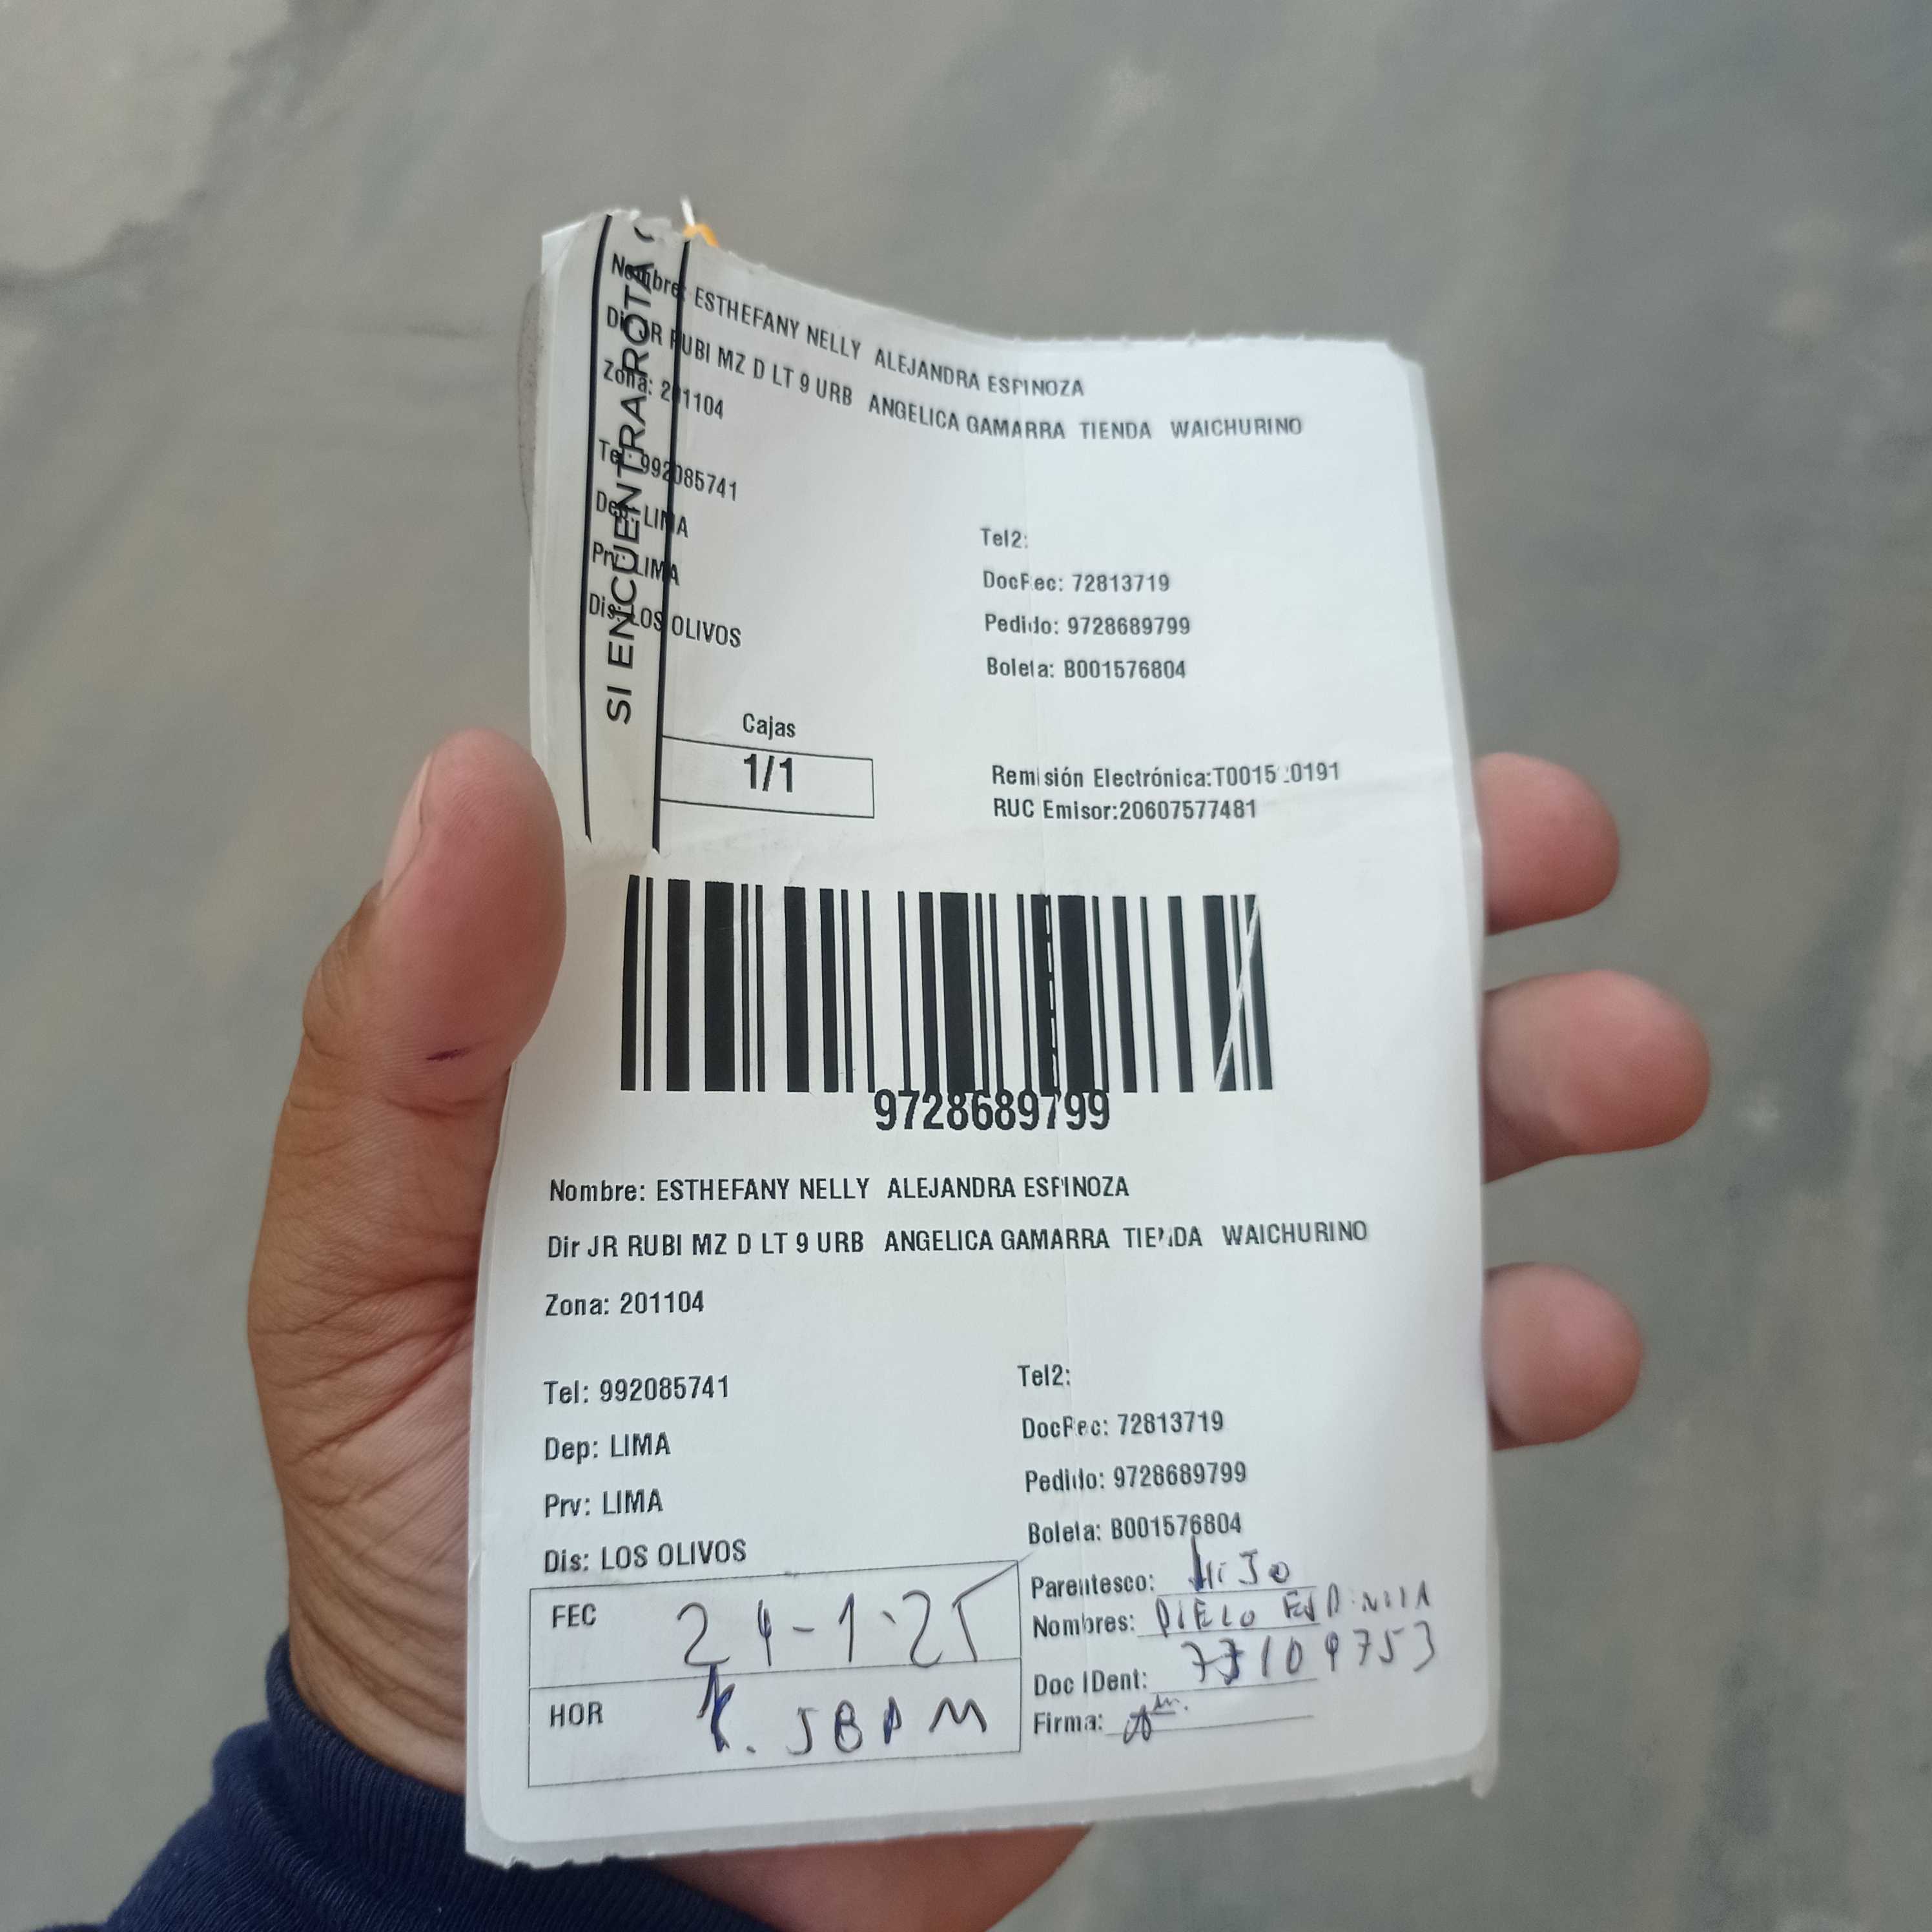 SI ENCUENTRA ROTA
Nombre: ESTHEFANY NELLY ALEJANDRA ESPINOZA
Dir JR RUBI MZ D LT 9 URB ANGELICA GAMARRA TIENDA WAICHURINO
Zona: 201104
Tel: 992085741
Tel2:
Dep: LIMA
DocRec: 72813719
Prv: LIMA
Pedido: 9728689799
Dis: LOS OLIVOS
Boleta: B001576804
Cajas
1/1
Remisión Electrónica:
RUC Emisor:20607577481
9728689799
Nombre: ESTHEFANY NELLY ALEJANDRA ESPINOZA
Dir JR RUBI MZ D LT 9 URB ANGELICA GAMARRA TIENDA WAICHURINO
Zona: 201104
Tel: 992085741
Tel2:
Dep: LIMA
DocRec: 72813719
Prv: LIMA
Pedido: 9728689799
Dis: LOS OLIVOS
Boleta: B001576804
FEC 24-1-25
HOR PM
Parentesco: HiJo
Nombres:
Doc IDent:
Firma: